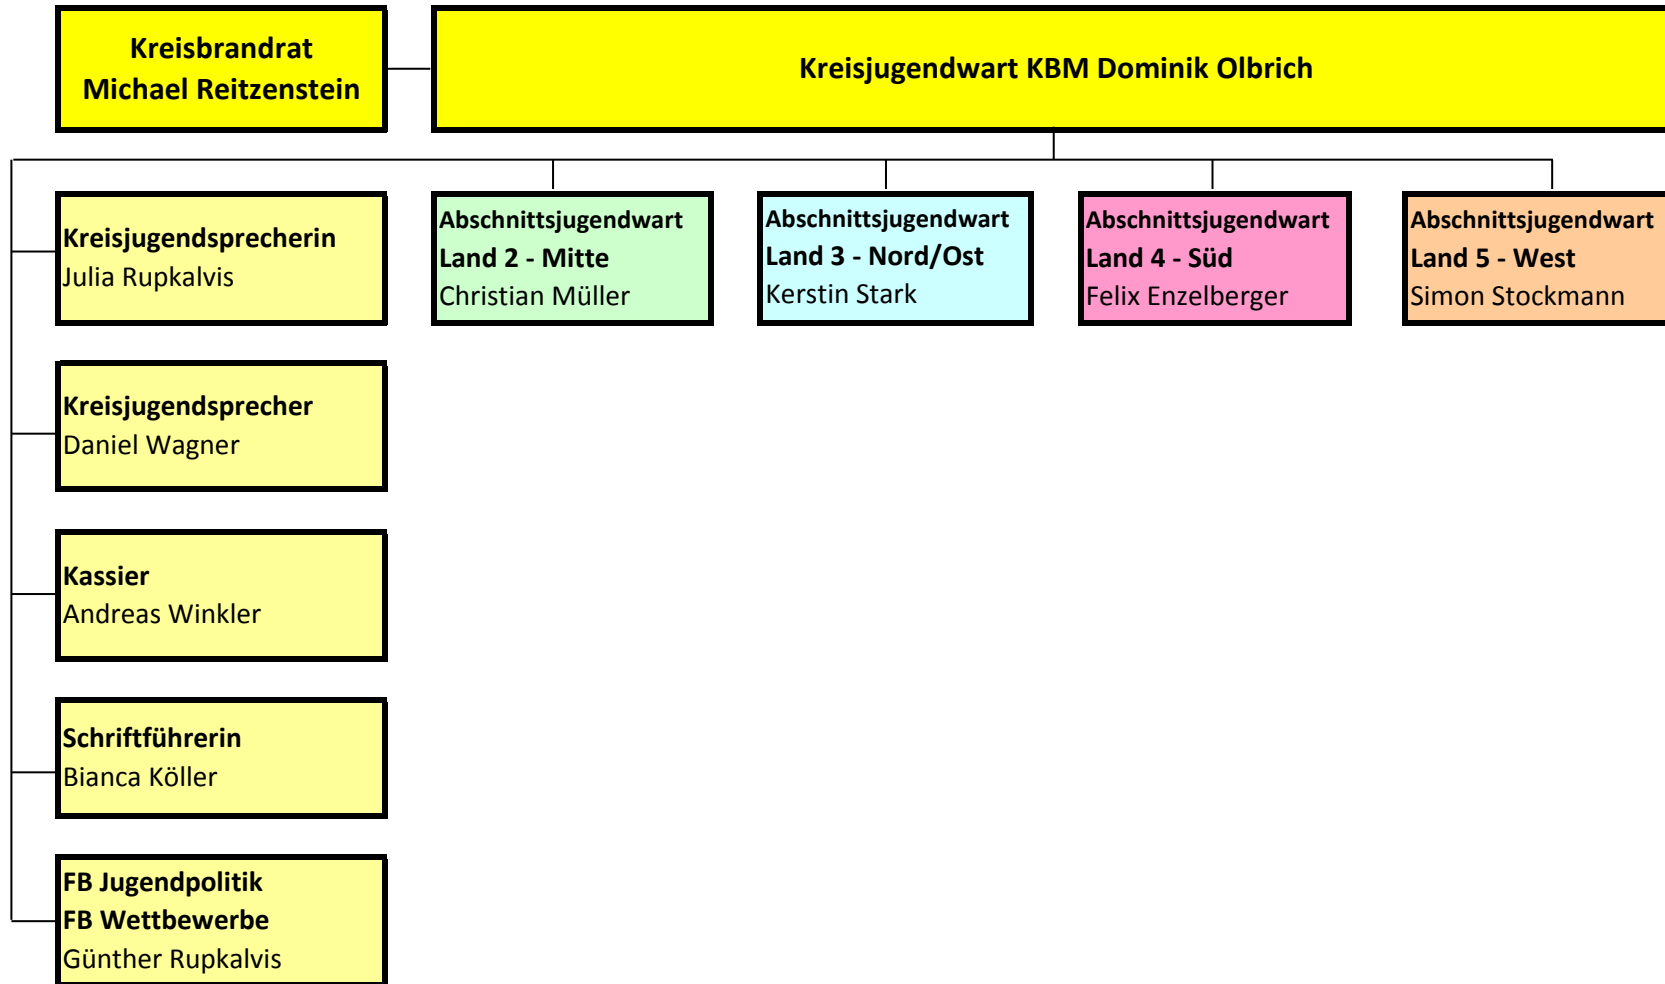 Kreisbrandrat
Michael Reitzenstein
Kreisjugendwart KBM Dominik Olbrich
Kreisjugendsprecherin
Julia Rupkalvis
Abschnittsjugendwart
Land 2 - Mitte
Christian Müller
Abschnittsjugendwart
Land 3 - Nord/Ost
Kerstin Stark
Abschnittsjugendwart
Land 4 - Süd
Felix Enzelberger
Abschnittsjugendwart
Land 5 - West
Simon Stockmann
Kreisjugendsprecher
Daniel Wagner
Kassier
Andreas Winkler
Schriftführerin
Bianca Köller
FB Jugendpolitik
FB Wettbewerbe
Günther Rupkalvis